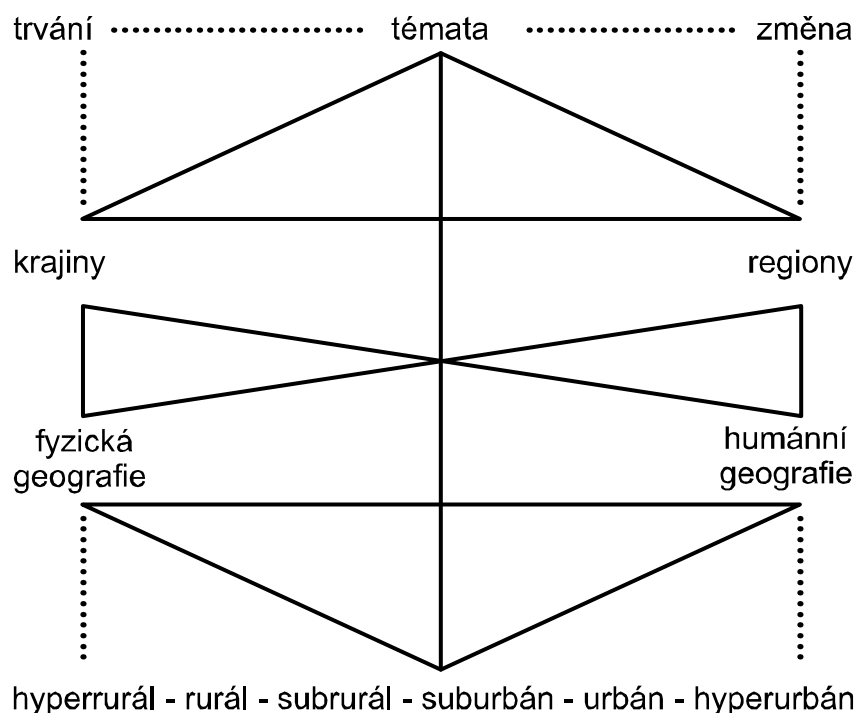 trvání témata změna
krajiny regiony
fyzická humánní
geografie geografie
hyperrurál - rurál - subrurál - suburbán - urbán - hyperurbán